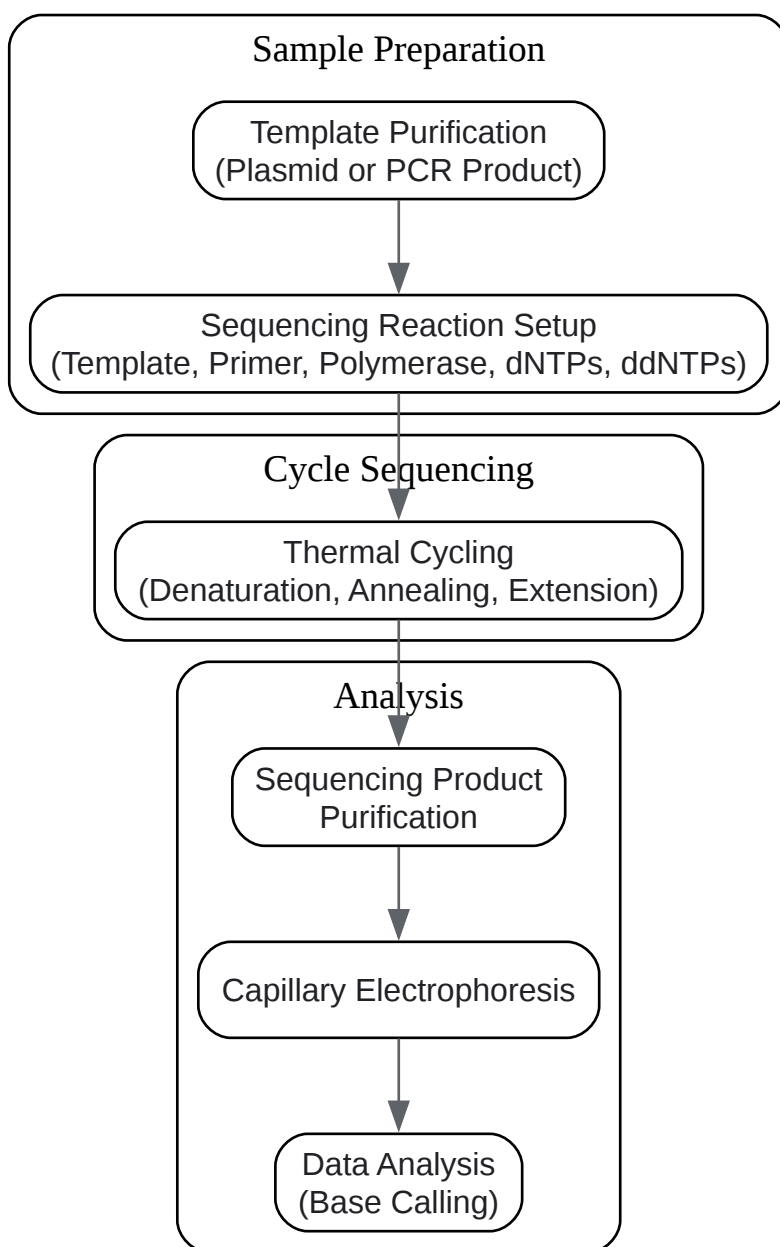 Sample Preparation
Template Purification
(Plasmid or PCR Product)
Sequencing Reaction Setup
(Template, Primer, Polymerase, dNTPs, ddNTPs)
Cycle Sequencing
Thermal Cycling
(Denaturation, Annealing, Extension)
Analysis
Sequencing Product
Purification
Capillary Electrophoresis
Data Analysis
(Base Calling)